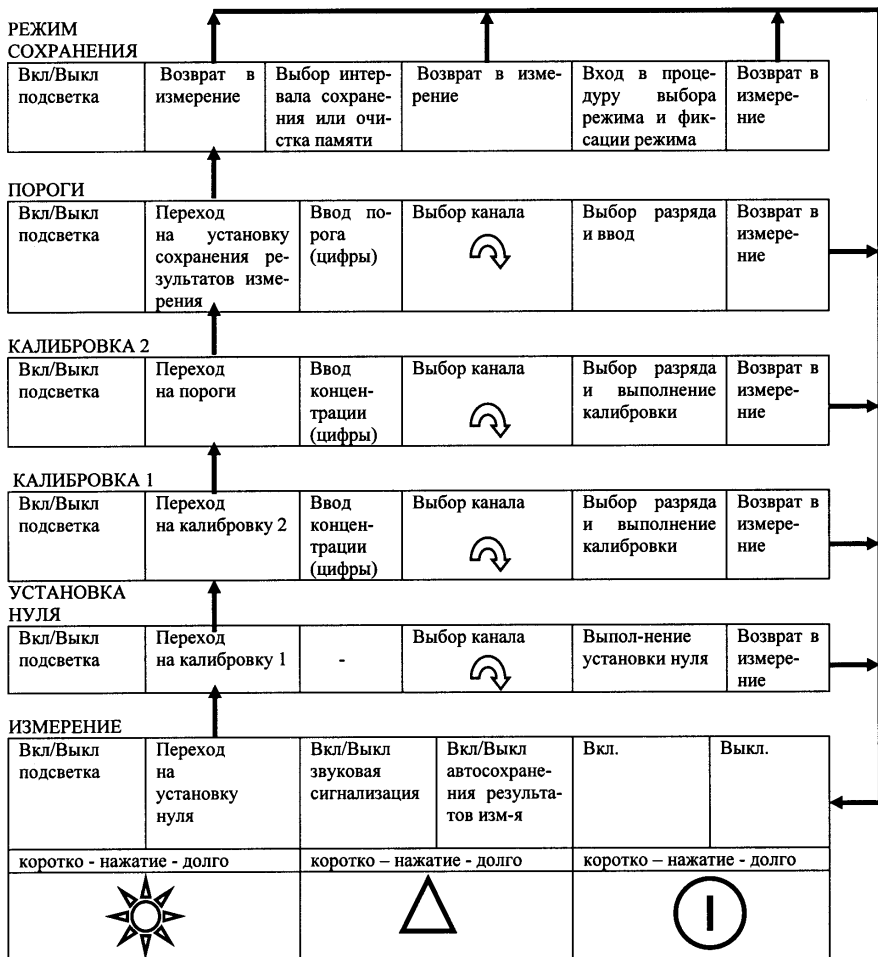 РЕЖИМ
СОХРАНЕНИЯ
Вкл/Выкл
подсветка
Возврат в
измерение
Выбор интер-
вала сохране-
ния или очи-
стка памяти
Возврат в изме-
рение
Вход в проце-
дуру выбора
режима и фик-
сации режима
Возврат в
измере-
ние
ПОРОГИ
Вкл/Выкл
подсветка
Переход
на установку
сохранения ре-
зультатов изме-
рения
Ввод по-
рога
(цифры)
Выбор канала
Выбор разряда
и ввод
Возврат в
измере-
ние
КАЛИБРОВКА 2
Вкл/Выкл
подсветка
Переход
на пороги
Ввод
концен-
трации
(цифры)
Выбор канала
Выбор разряда
и выполнение
калибровки
Возврат в
измере-
ние
КАЛИБРОВКА 1
Вкл/Выкл
подсветка
Переход
на калибровку 2
Ввод
концен-
трации
(цифры)
Выбор канала
Выбор разряда
и выполнение
калибровки
Возврат в
измере-
ние
УСТАНОВКА
НУЛЯ
Вкл/Выкл
подсветка
Переход
на калибровку 1
-
Выбор канала
Выпол-нение
установки нуля
Возврат в
измере-
ние
ИЗМЕРЕНИЕ
Вкл/Выкл
подсветка
Переход
на
установку
нуля
Вкл/Выкл
звуковая
сигнализация
Вкл/Выкл
автосохране-
ния результа-
тов изм-я
Вкл.
Выкл.
коротко - нажатие - долго
коротко – нажатие - долго
коротко – нажатие - долго